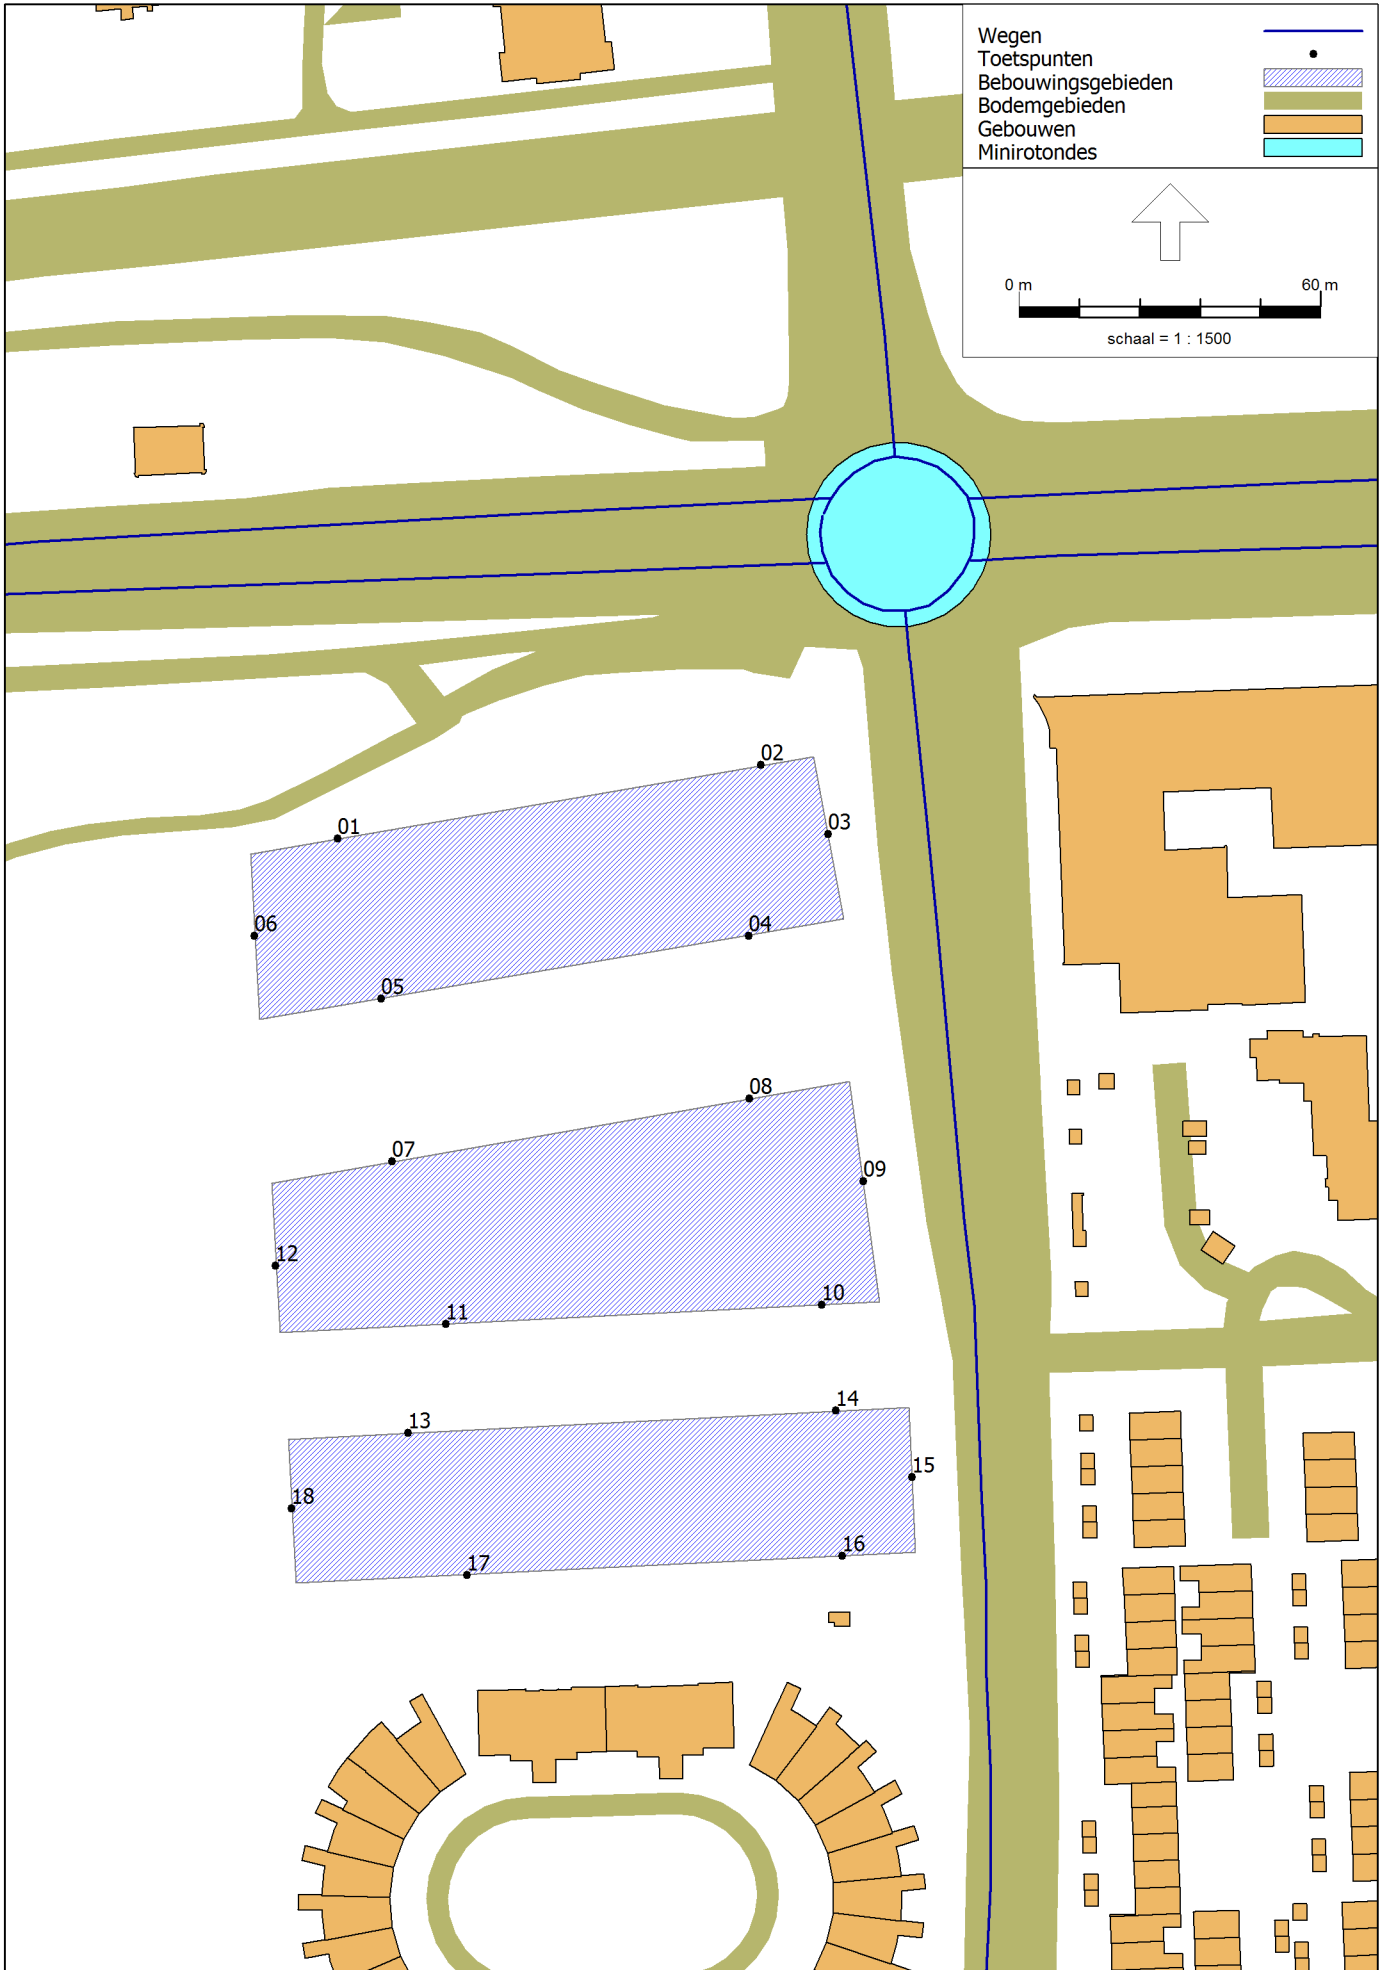 Wegen
Toetspunten
Bebouwingsgebieden
Bodemgebieden
Gebouwen
Minirotondes
0 m 60 m
schaal = 1 : 1500
02
01
03
06
04
05
08
07
09
12
10
11
14
13
15
18
16
17